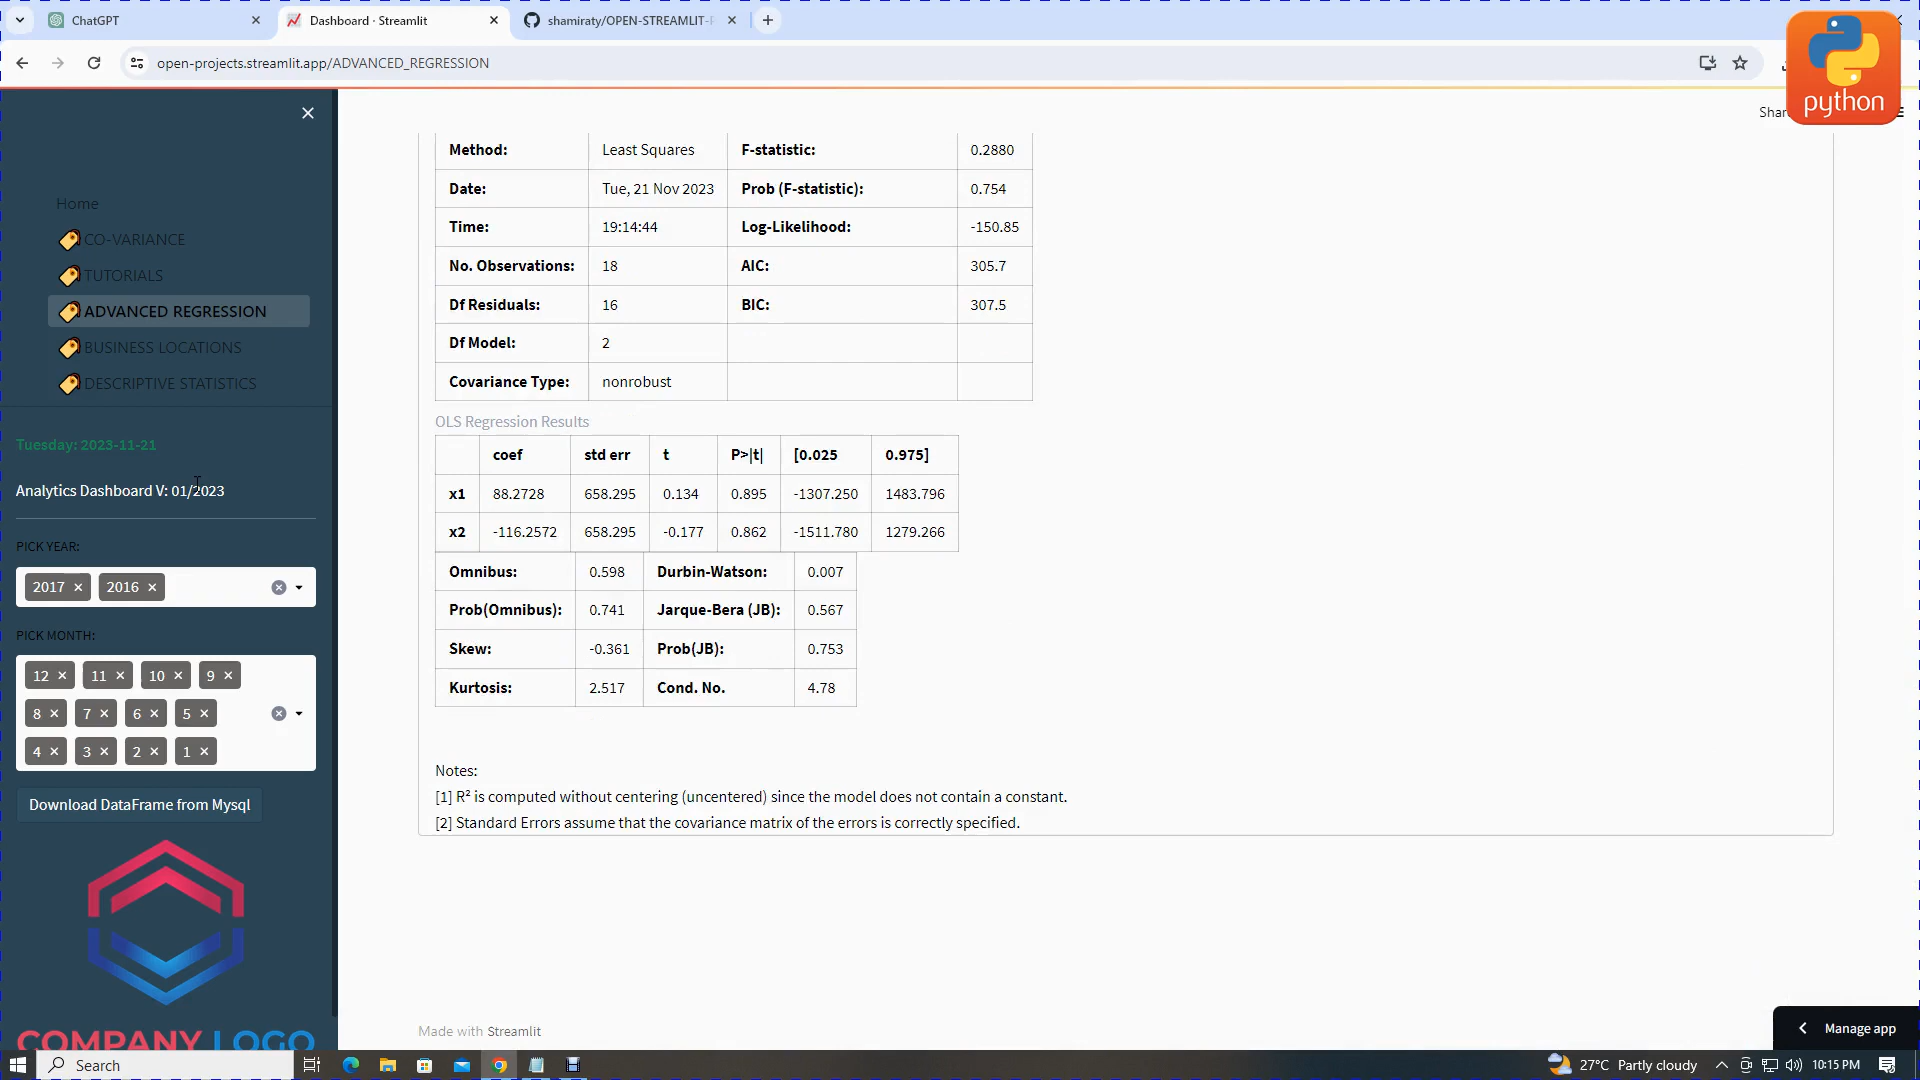 ChatGPT
Dashboard · Streamlit
shamiraty/OPEN-STREAMLIT-
open-projects.streamlit.app/ADVANCED_REGRESSION
python
Home
CO-VARIANCE
TUTORIALS
ADVANCED REGRESSION
BUSINESS LOCATIONS
DESCRIPTIVE STATISTICS
Tuesday: 2023-11-21
Analytics Dashboard V: 01/2023
PICK YEAR:
2017 2016
PICK MONTH:
12 11 10 9
8 7 6 5
4 3 2 1
Download DataFrame from Mysql
COMPANY LOGO
Method: Least Squares F-statistic: 0.2880
Date: Tue, 21 Nov 2023 Prob (F-statistic): 0.754
Time: 19:14:44 Log-Likelihood: -150.85
No. Observations: 18 AIC: 305.7
Df Residuals: 16 BIC: 307.5
Df Model: 2
Covariance Type: nonrobust
OLS Regression Results
coef std err t P>|t| [0.025 0.975]
x1 88.2728 658.295 0.134 0.895 -1307.250 1483.796
x2 -116.2572 658.295 -0.177 0.862 -1511.780 1279.266
Omnibus: 0.598 Durbin-Watson: 0.007
Prob(Omnibus): 0.741 Jarque-Bera (JB): 0.567
Skew: -0.361 Prob(JB): 0.753
Kurtosis: 2.517 Cond. No. 4.78
Notes:
[1] R² is computed without centering (uncentered) since the model does not contain a constant.
[2] Standard Errors assume that the covariance matrix of the errors is correctly specified.
Made with Streamlit
Manage app
Search
27°C Partly cloudy
10:15 PM